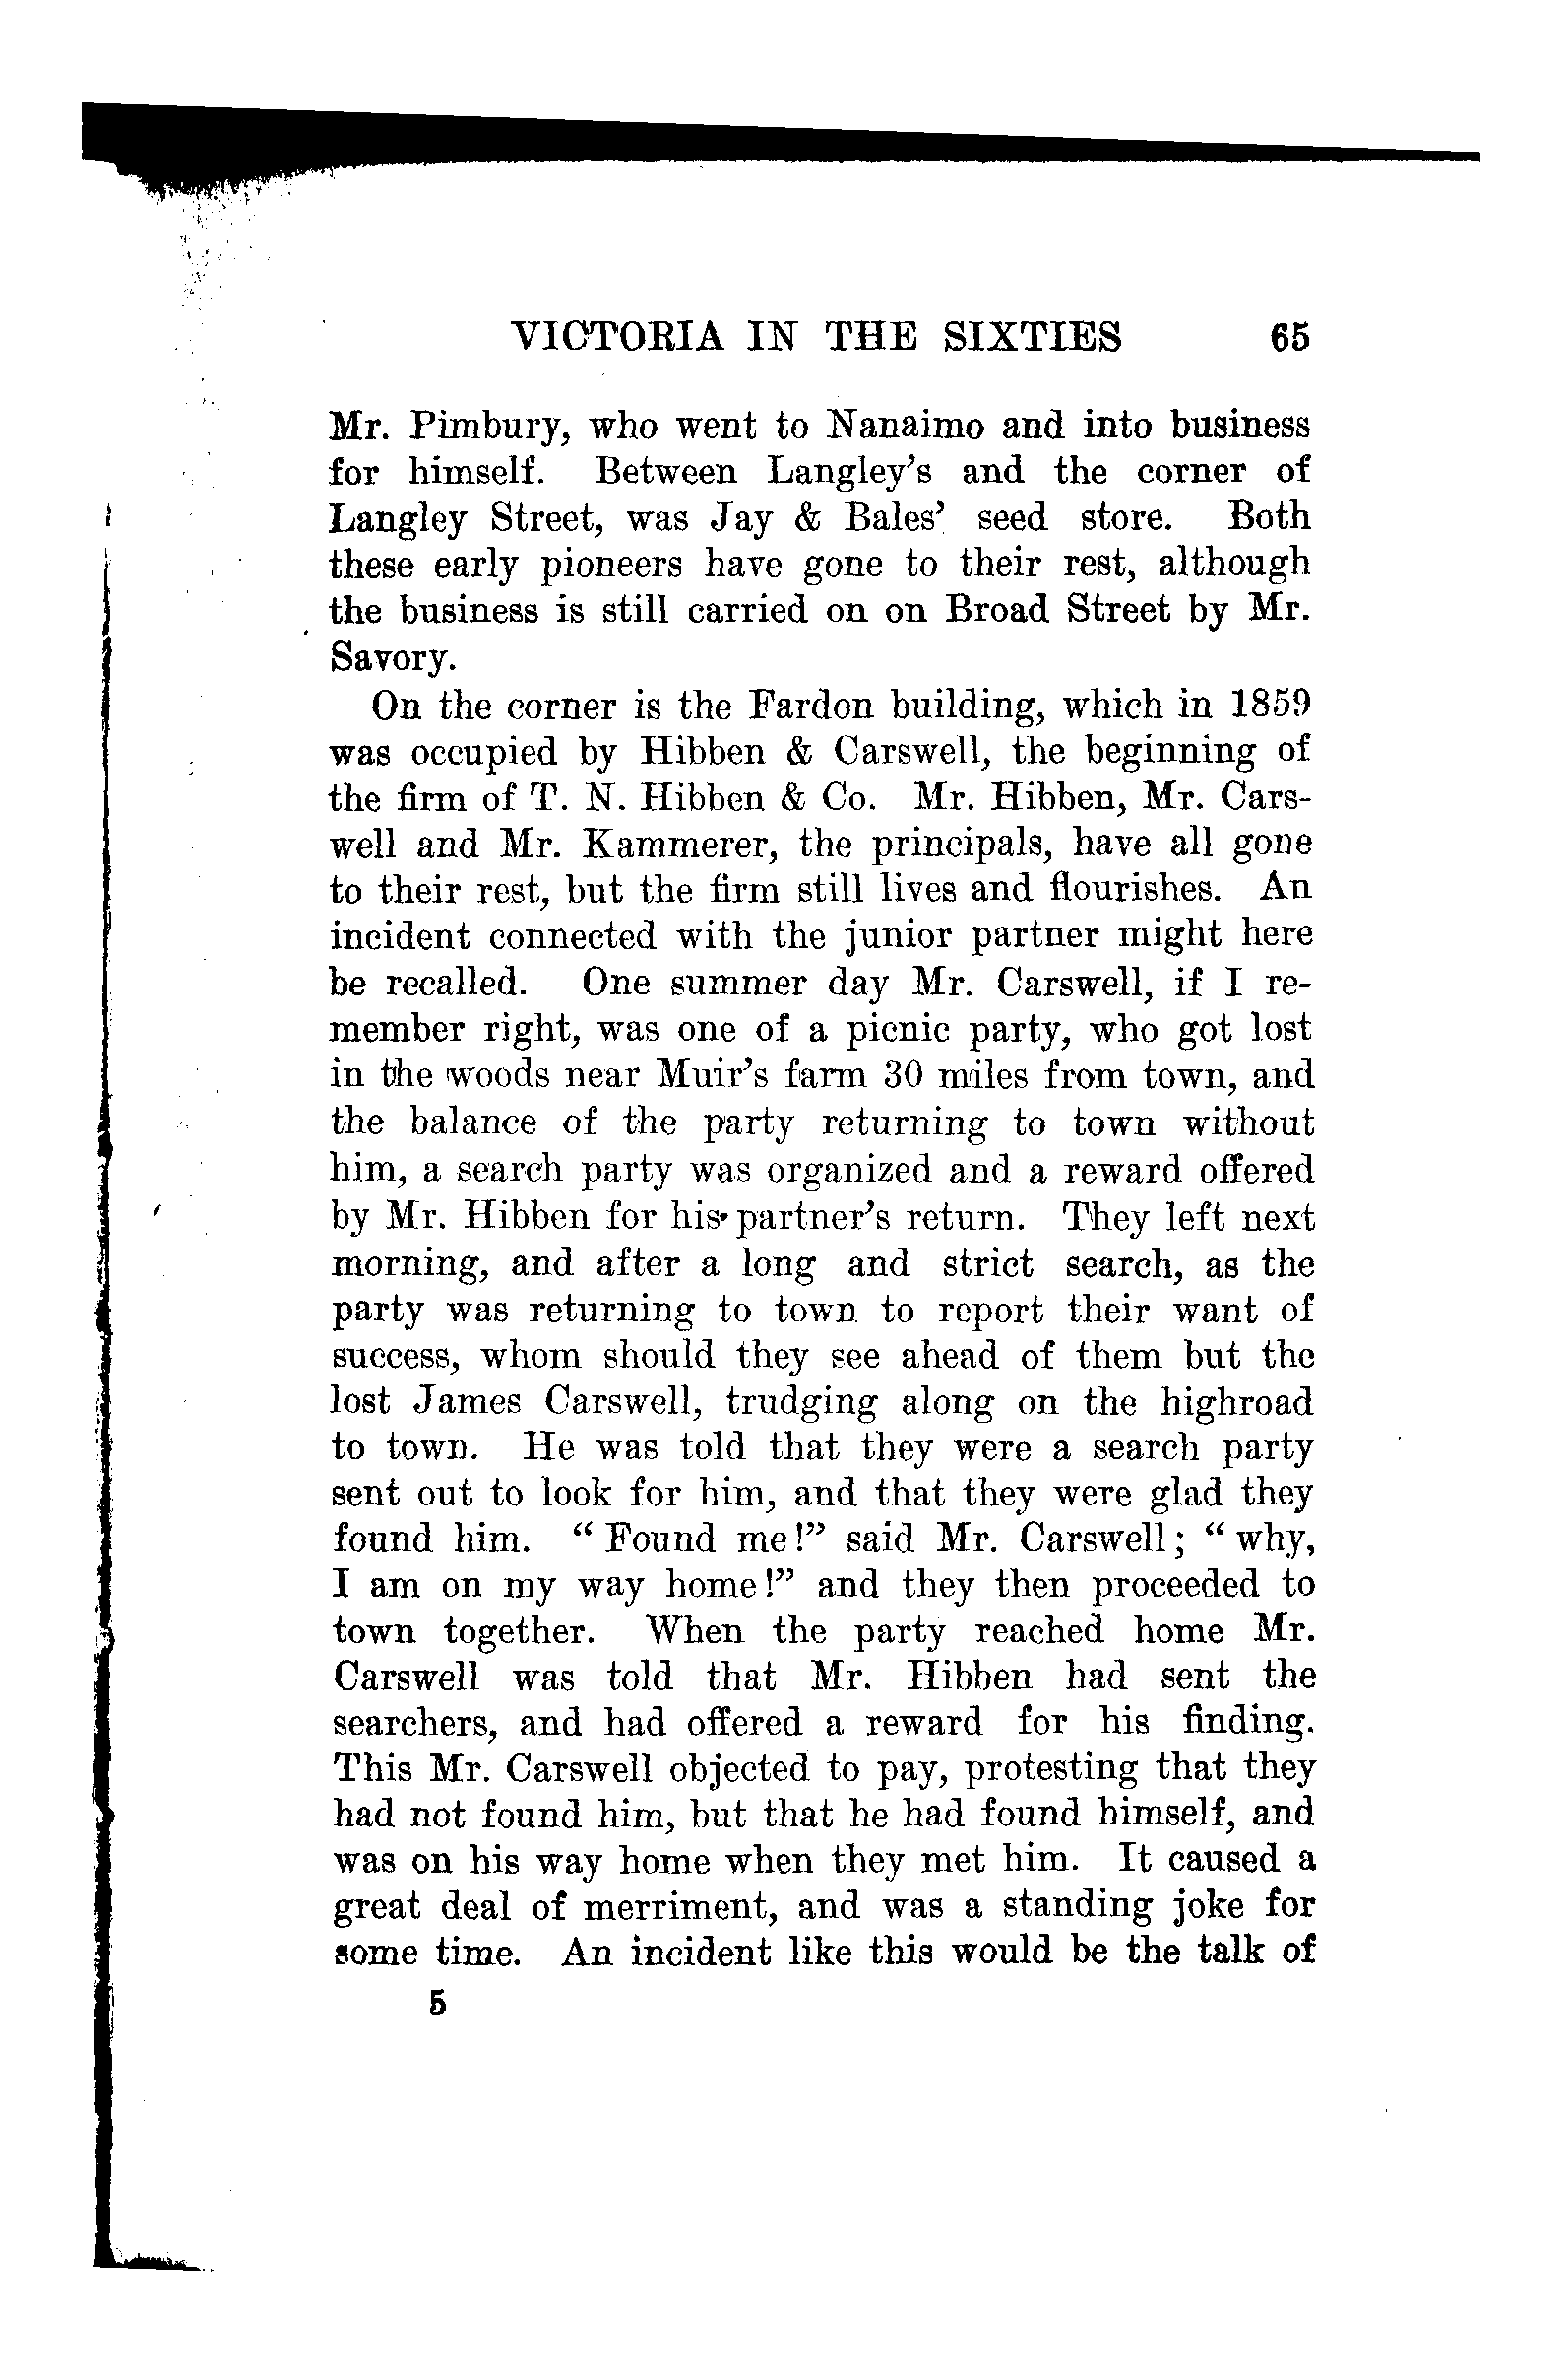 VICTORIA IN THE SIXTIES 65
Mr. Pimbury, who went to Nanaimo and into business
for himself. Between Langley's and the corner of
Langley Street, was Jay & Bales' seed store. Both
these early pioneers have gone to their rest, although
the business is still carried on on Broad Street by Mr.
Savory.
On the corner is the Fardon building, which in 1859
was occupied by Hibben & Carswell, the beginning of
the firm of T. N. Hibben & Co. Mr. Hibben, Mr. Cars-
well and Mr. Kammerer, the principals, have all gone
to their rest, but the firm still lives and flourishes. An
incident connected with the junior partner might here
be recalled. One summer day Mr. Carswell, if I re-
member right, was one of a picnic party, who got lost
in the woods near Muir's farm 30 miles from town, and
the balance of the party returning to town without
him, a search party was organized and a reward offered
by Mr. Hibben for his partner's return. They left next
morning, and after a long and strict search, as the
party was returning to town to report their want of
success, whom should they see ahead of them but the
lost James Carswell, trudging along on the highroad
to town. He was told that they were a search party
sent out to look for him, and that they were glad they
found him. "Found me!" said Mr. Carswell; "why,
I am on my way home!" and they then proceeded to
town together. When the party reached home Mr.
Carswell was told that Mr. Hibben had sent the
searchers, and had offered a reward for his finding.
This Mr. Carswell objected to pay, protesting that they
had not found him, but that he had found himself, and
was on his way home when they met him. It caused a
great deal of merriment, and was a standing joke for
some time. An incident like this would be the talk of
5